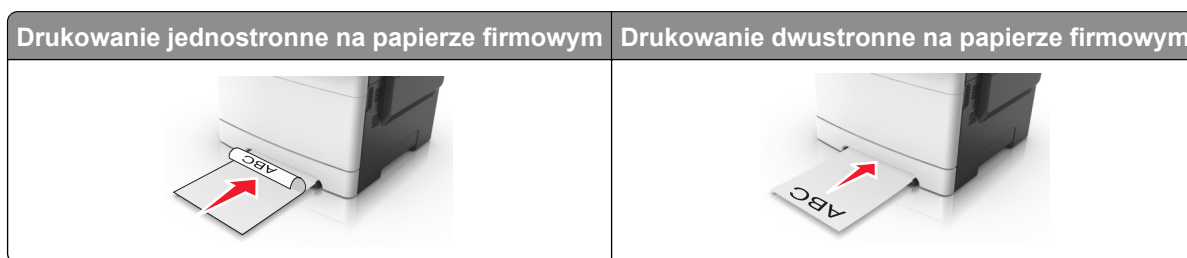 Drukowanie jednostronne na papierze firmowym
Drukowanie dwustronne na papierze firmowym
ABC
ABC